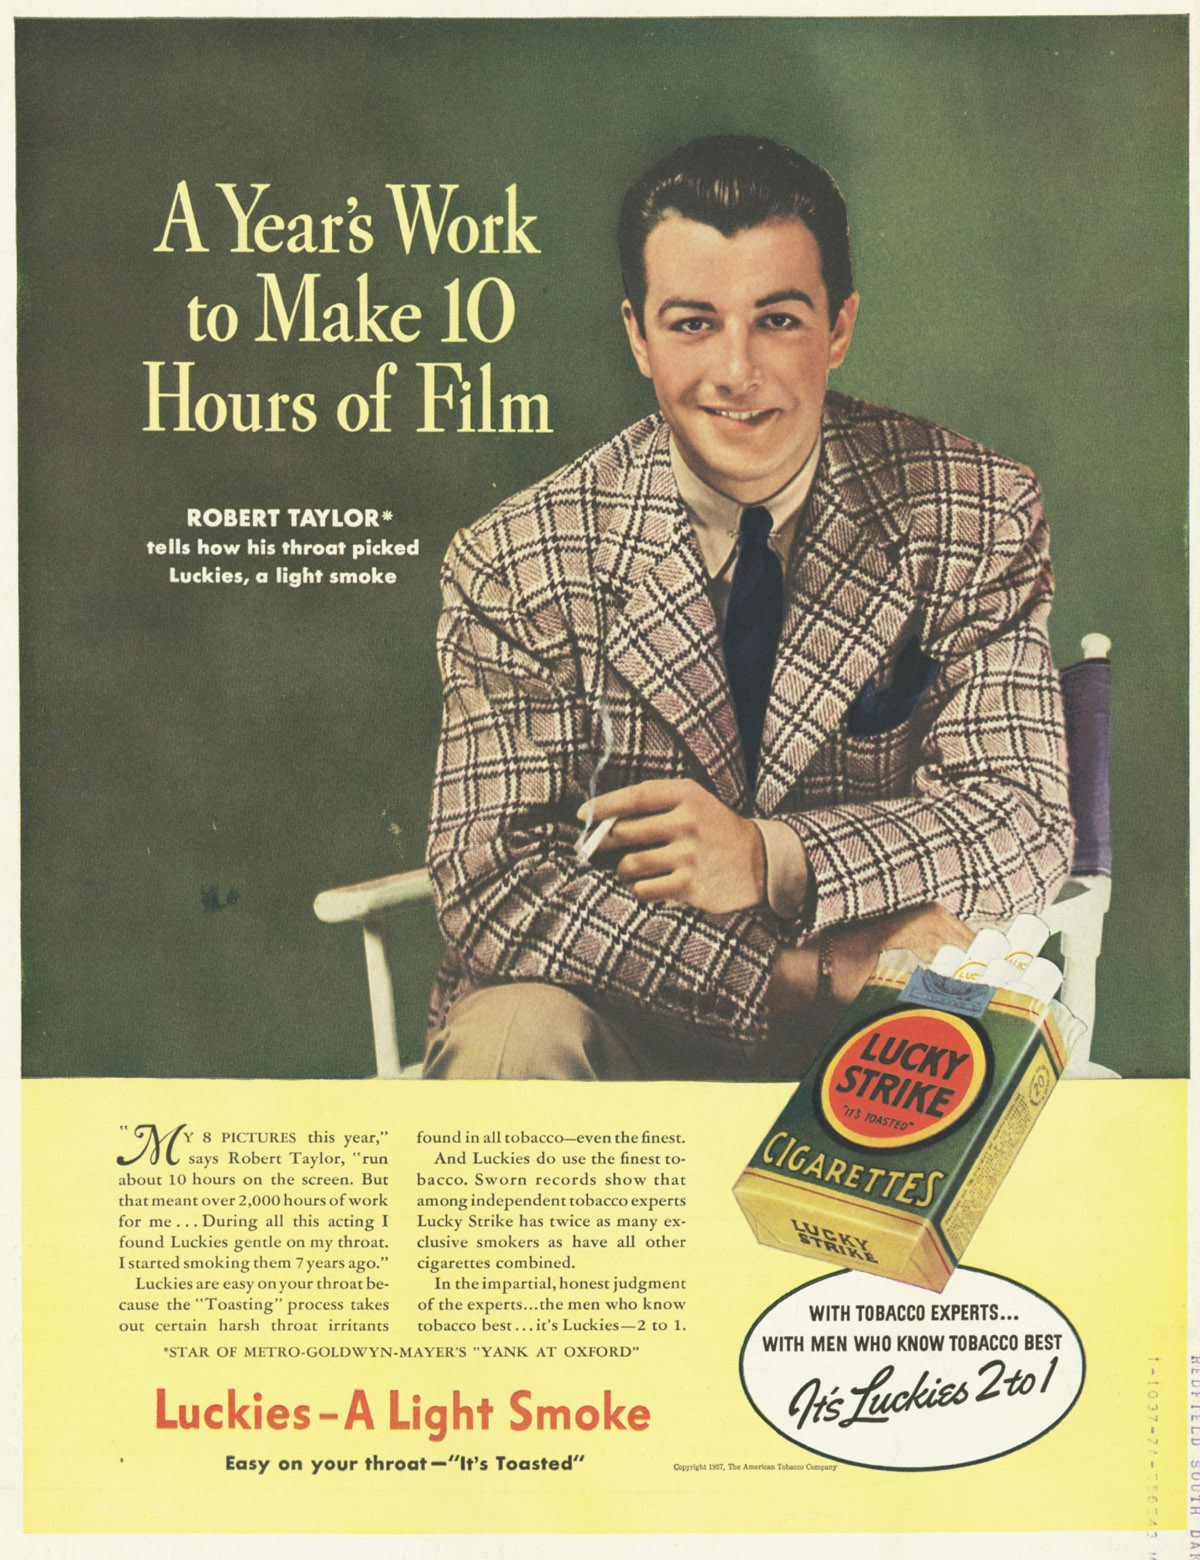 A Year's Work
to Make 10
Hours of Film
ROBERT TAYLOR*
tells how his throat picked
Luckies, a light smoke
"MY 8 PICTURES this year,"
says Robert Taylor, "run
about 10 hours on the screen. But
that meant over 2,000 hours of work
for me... During all this acting I
found Luckies gentle on my throat.
I started smoking them 7 years ago."
Luckies are easy on your throat be-
cause the "Toasting" process takes
out certain harsh throat irritants
found in all tobacco—even the finest.
And Luckies do use the finest to-
bacco. Sworn records show that
among independent tobacco experts
Lucky Strike has twice as many ex-
clusive smokers as have all other
cigarettes combined.
In the impartial, honest judgment
of the experts...the men who know
tobacco best...it's Luckies—2 to 1.
*STAR OF METRO-GOLDWYN-MAYER'S "YANK AT OXFORD"
Luckies–A Light Smoke
Easy on your throat—"It's Toasted"
LUCKY
STRIKE
"IT'S TOASTED"
CIGARETTES
LUCKY
STRIKE
20
WITH TOBACCO EXPERTS...
WITH MEN WHO KNOW TOBACCO BEST
It's Luckies 2 to 1
Copyright 1937, The American Tobacco Company
REDFIELD SOUTH DA